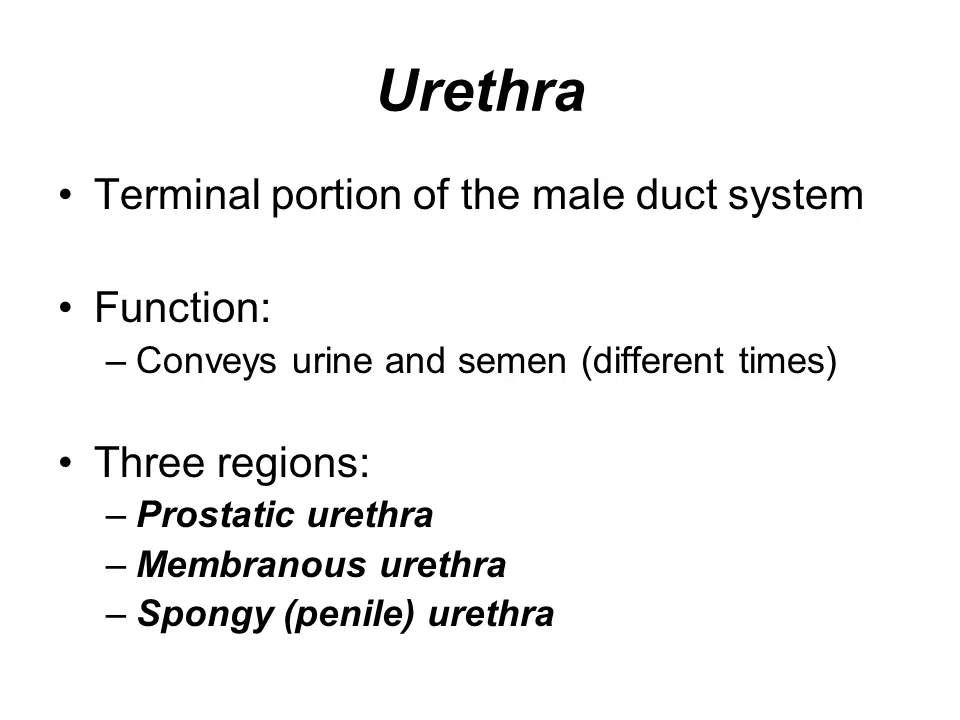 Urethra
• Terminal portion of the male duct system
• Function:
– Conveys urine and semen (different times)
• Three regions:
– Prostatic urethra
– Membranous urethra
– Spongy (penile) urethra